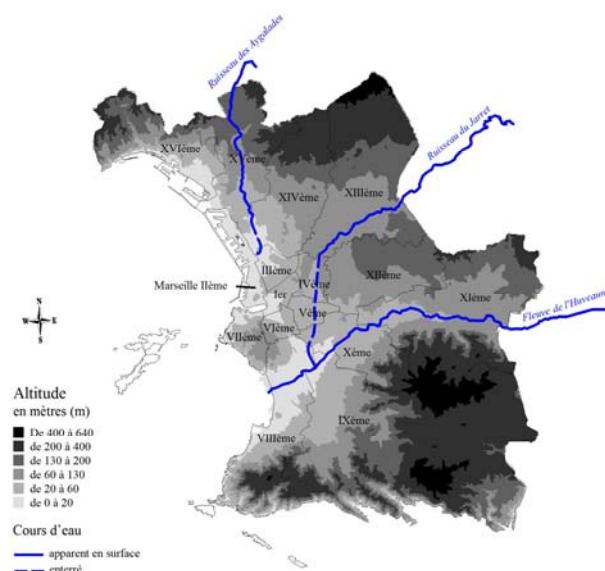 Ruisseau des Aygalades
Ruisseau du Jarret
XVIème
XVème
XIVème
XIIIème
Marseille IIème
IIIème
IVème
XIIème
1er
XIème
Vème
Fleuve de l'Huveaune
VIème
VIIème
Xème
IXème
VIIIème
N
W E
S
Altitude
en mètres (m)
De 400 à 640
de 200 à 400
de 130 à 200
de 60 à 130
de 20 à 60
de 0 à 20
Cours d'eau
apparent en surface
enterré